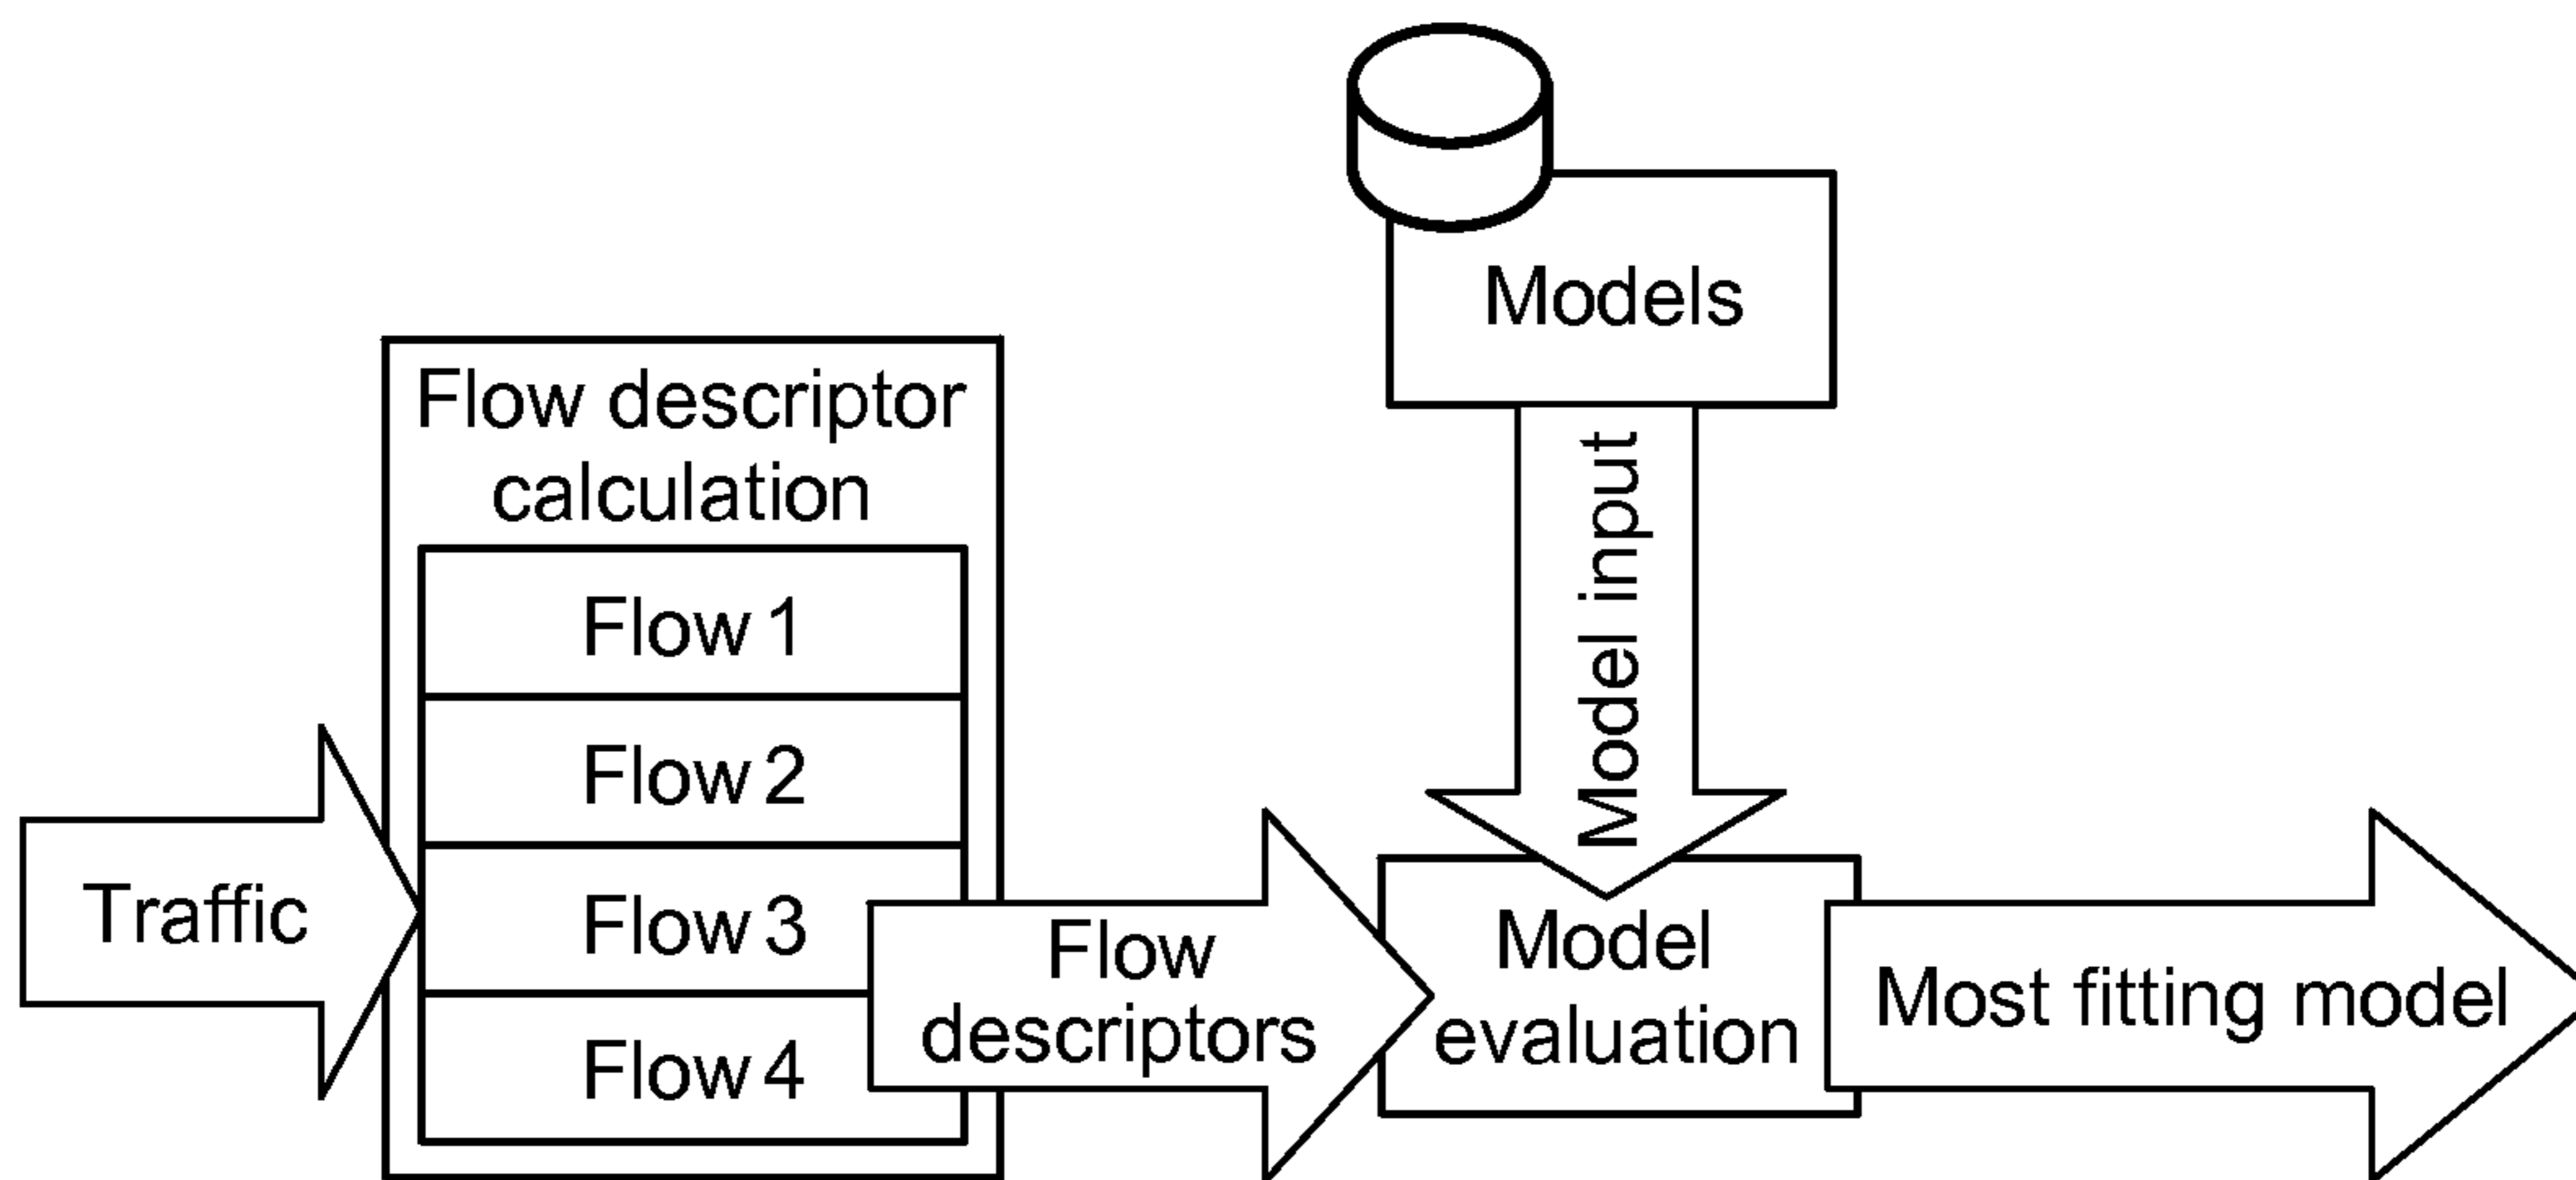 Models
Flow descriptor
calculation
Flow 1
Flow 2
Flow 3
Flow 4
Traffic
Flow
descriptors
Model input
Model
evaluation
Most fitting model